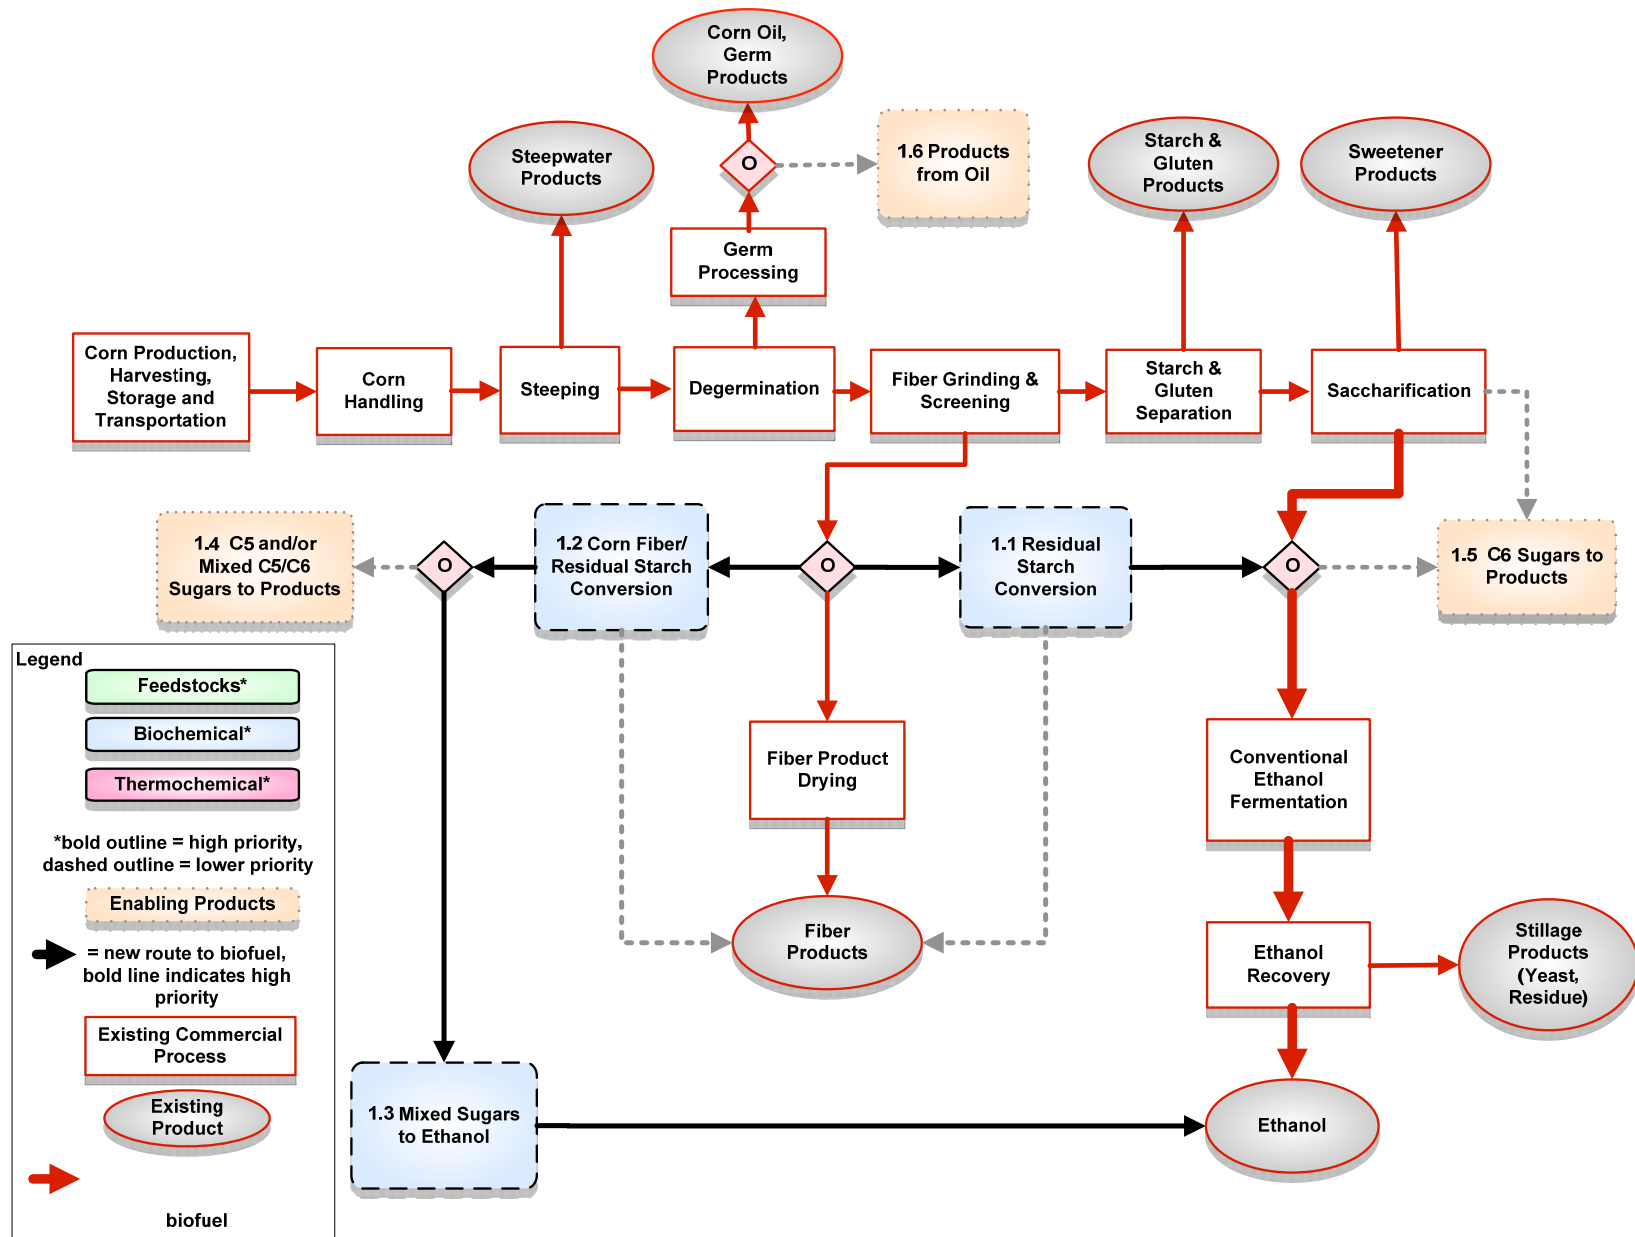 Corn Oil,
Germ
Products
Steepwater
Products
O
1.6 Products
from Oil
Starch &
Gluten
Products
Sweetener
Products
Germ
Processing
Corn Production,
Harvesting,
Storage and
Transportation
Corn
Handling
Steeping
Degermination
Fiber Grinding &
Screening
Starch &
Gluten
Separation
Saccharification
1.4 C5 and/or
Mixed C5/C6
Sugars to Products
O
1.2 Corn Fiber/
Residual Starch
Conversion
O
1.1 Residual
Starch
Conversion
O
1.5 C6 Sugars to
Products
Legend
Feedstocks*
Biochemical*
Thermochemical*
*bold outline = high priority,
dashed outline = lower priority
Enabling Products
= new route to biofuel,
bold line indicates high
priority
Existing Commercial
Process
Existing
Product
biofuel
Fiber Product
Drying
Conventional
Ethanol
Fermentation
Fiber
Products
Ethanol
Recovery
Stillage
Products
(Yeast,
Residue)
1.3 Mixed Sugars
to Ethanol
Ethanol